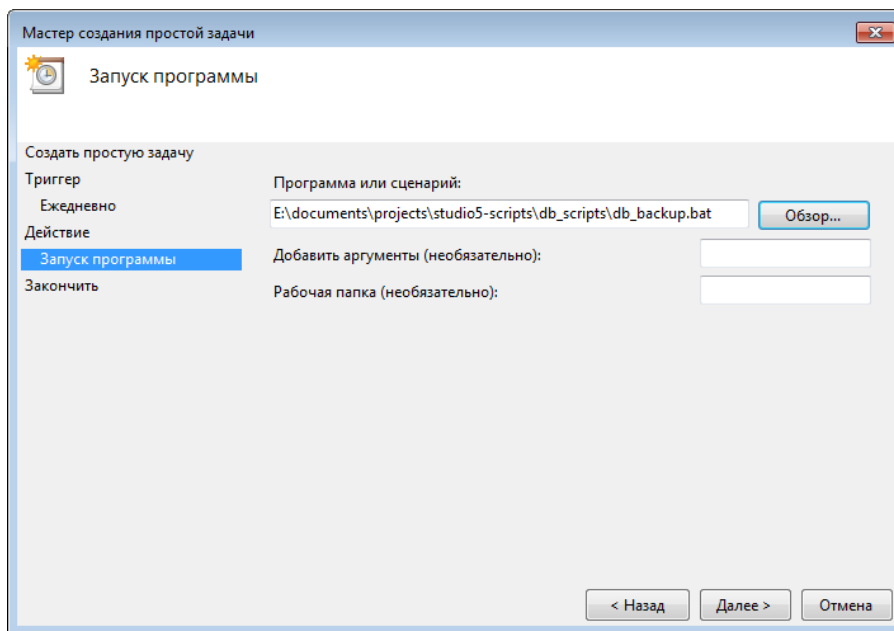 Мастер создания простой задачи
Запуск программы
Создать простую задачу
Триггер
Ежедневно
Действие
Запуск программы
Закончить
Программа или сценарий:
E:\documents\projects\studio5-scripts\db_scripts\db_backup.bat
Обзор...
Добавить аргументы (необязательно):
Рабочая папка (необязательно):
< Назад
Далее >
Отмена